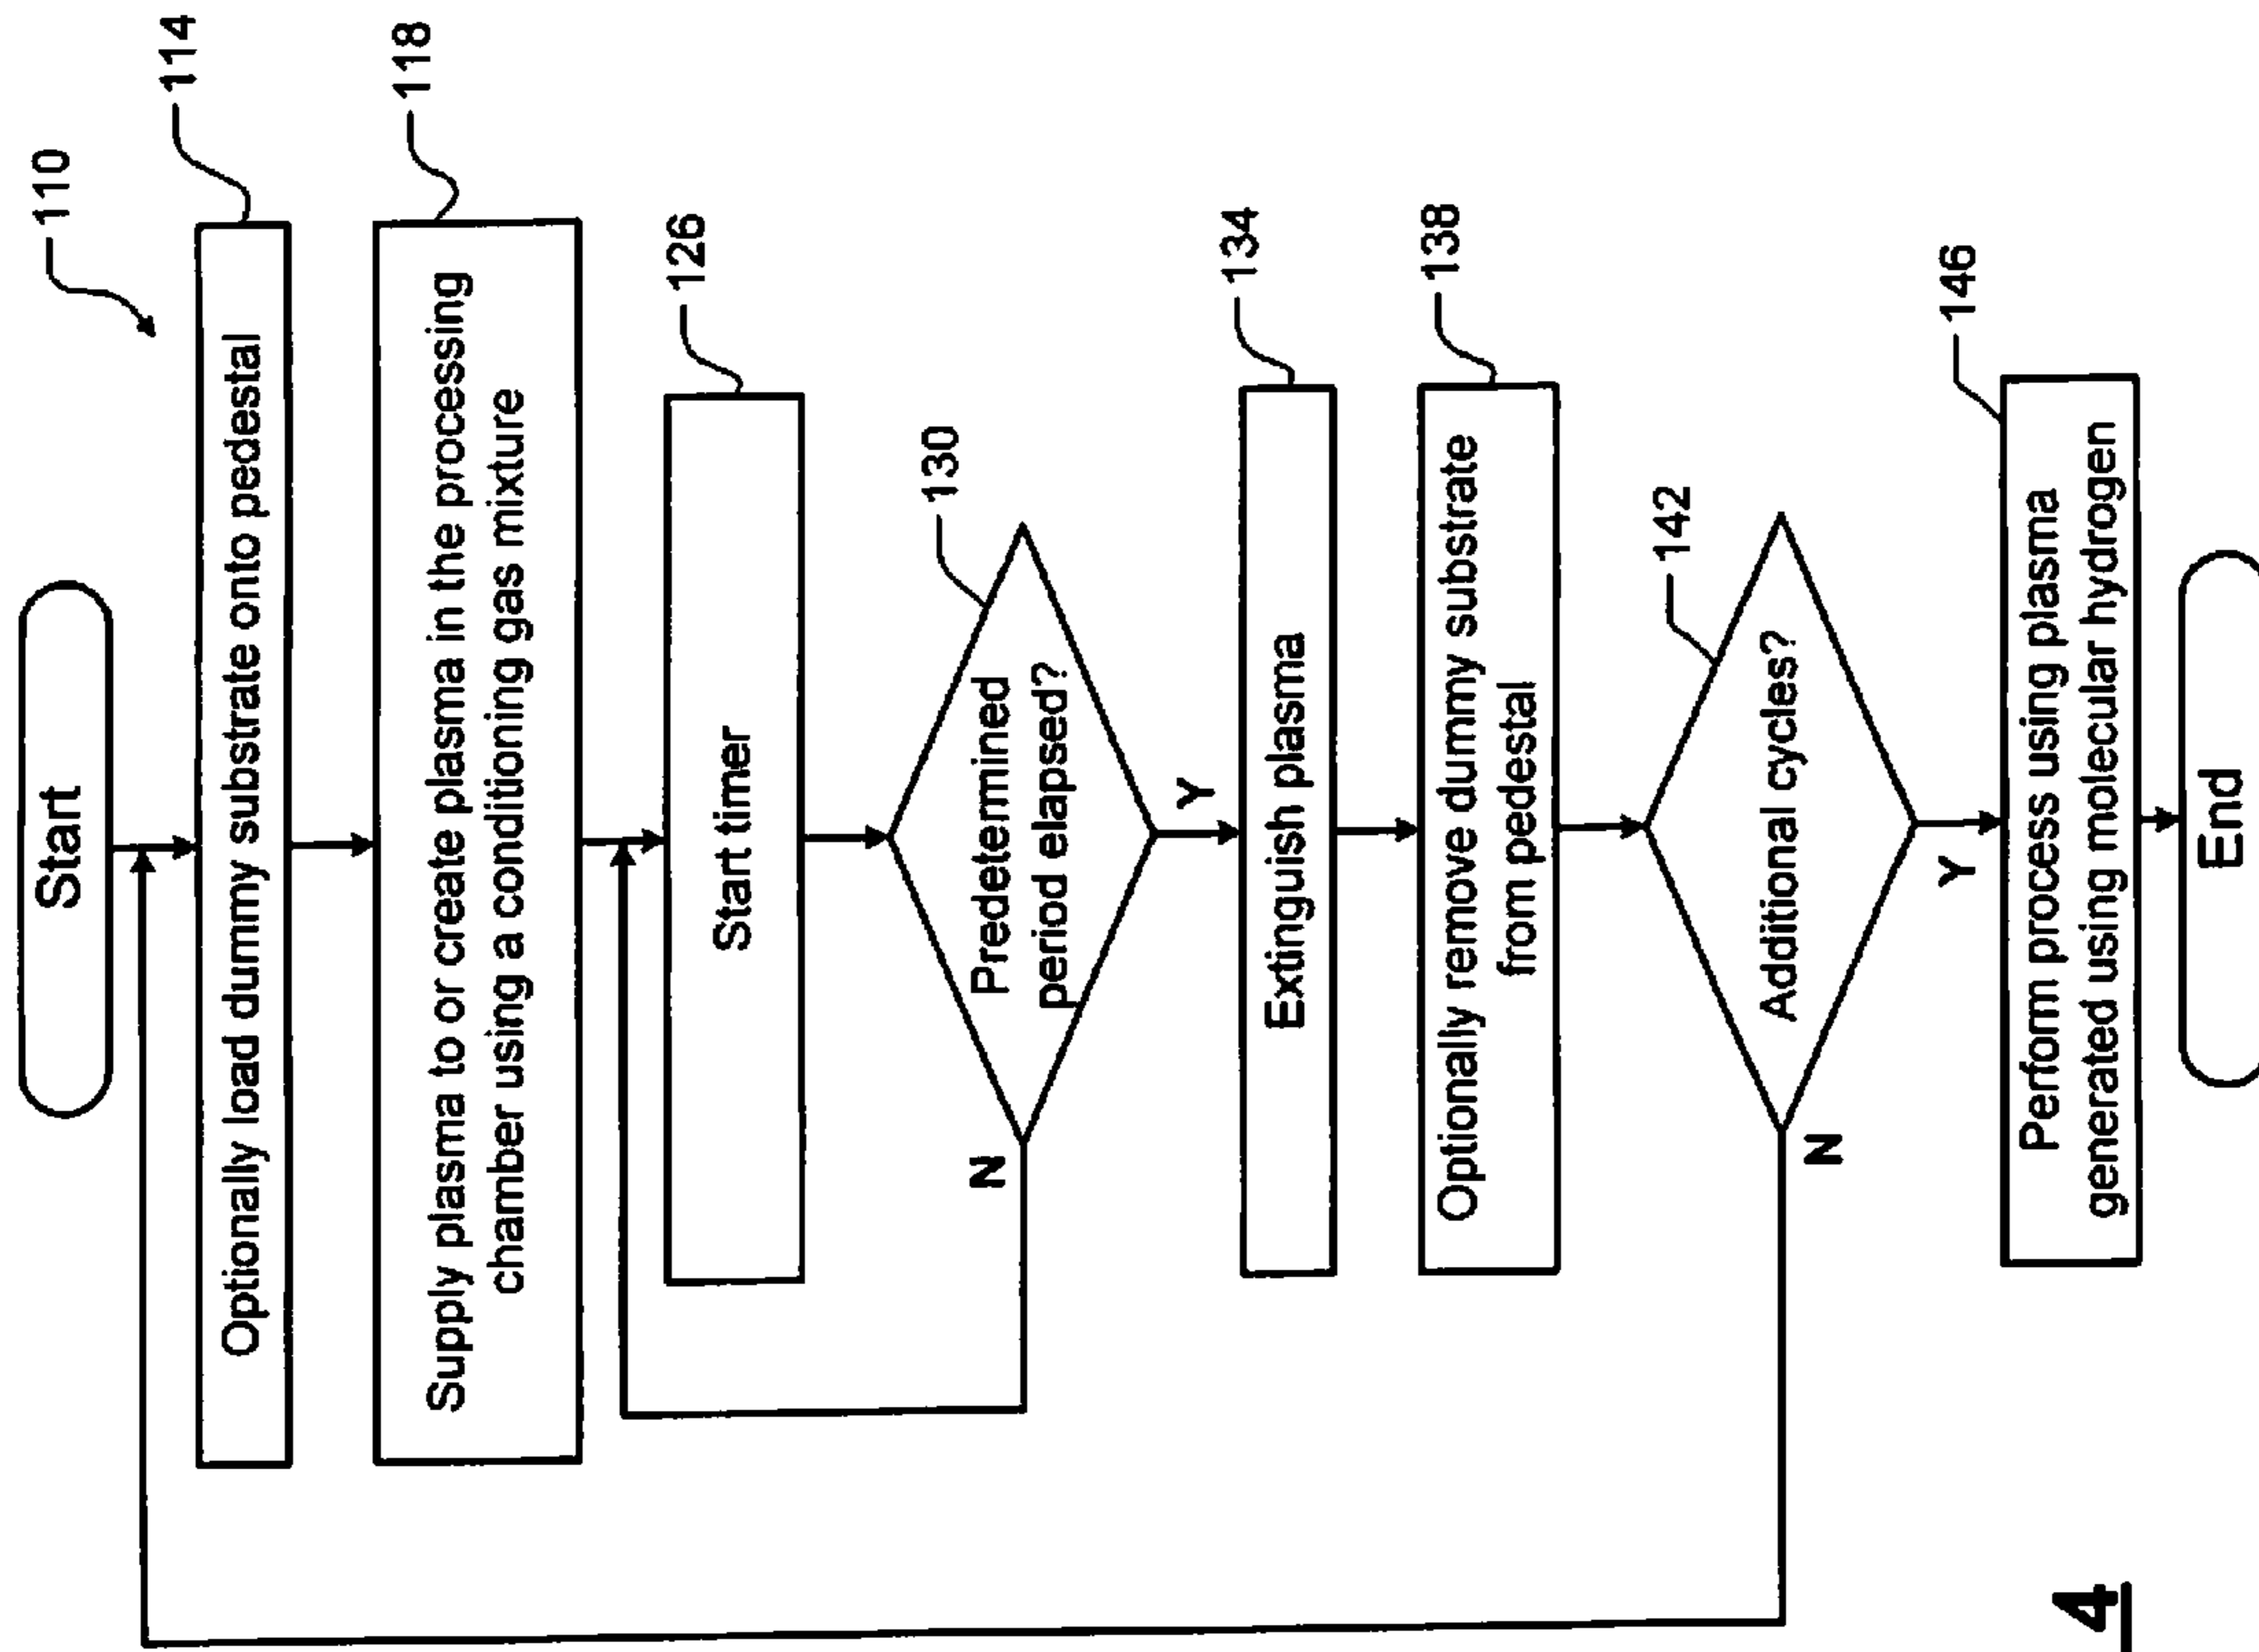 110
Start
114
Optionally load dummy substrate onto pedestal
118
Supply plasma to or create plasma in the processing
chamber using a conditioning gas mixture
126
Start timer
130
Predetermined
period elapsed?
N
Y
134
Extinguish plasma
138
Optionally remove dummy substrate
from pedestal
142
Additional cycles?
N
Y
146
Perform process using plasma
generated using molecular hydrogen
End
4